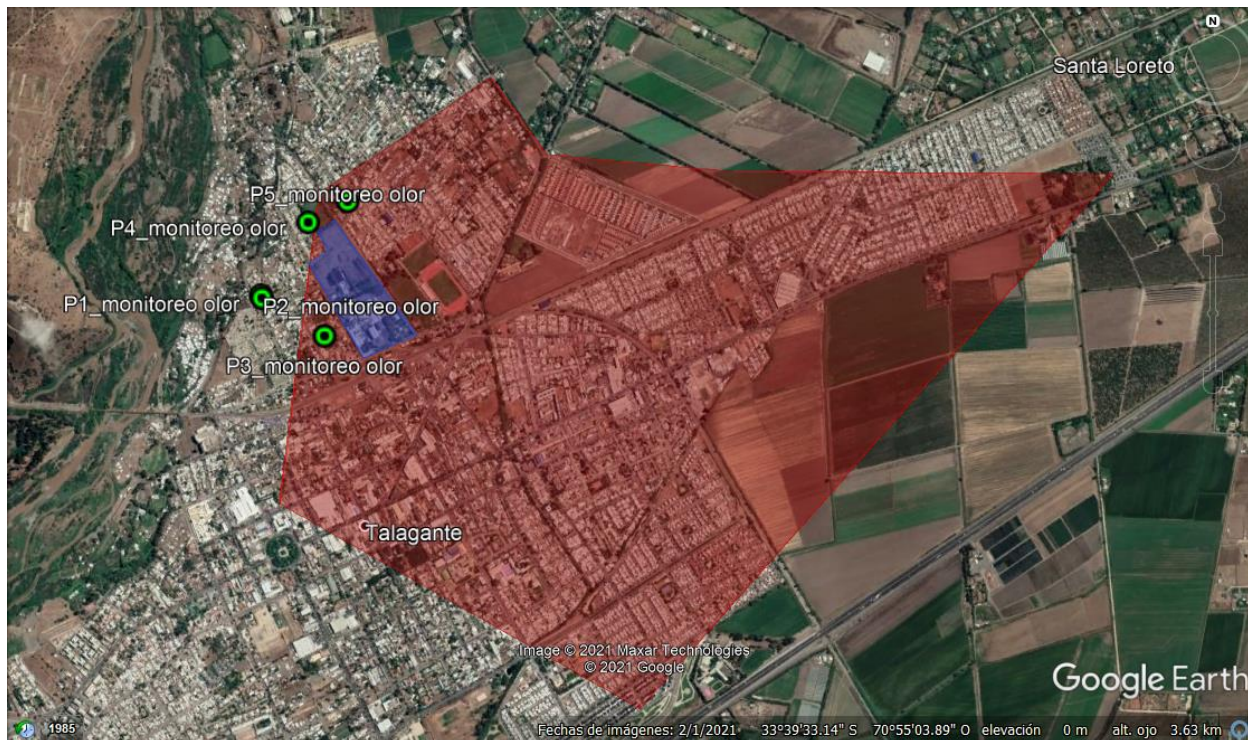 N
Santa Loreto
P5_monitoreo olor
P4_monitoreo olor
P1_monitoreo olor
P2_monitoreo olor
P3_monitoreo olor
Talagante
Image © 2021 Maxar Technologies
© 2021 Google
Google Earth
1985
Fechas de imágenes: 2/1/2021 33°39'33.14" S 70°55'03.89" O elevación 0 m alt. ojo 3.63 km